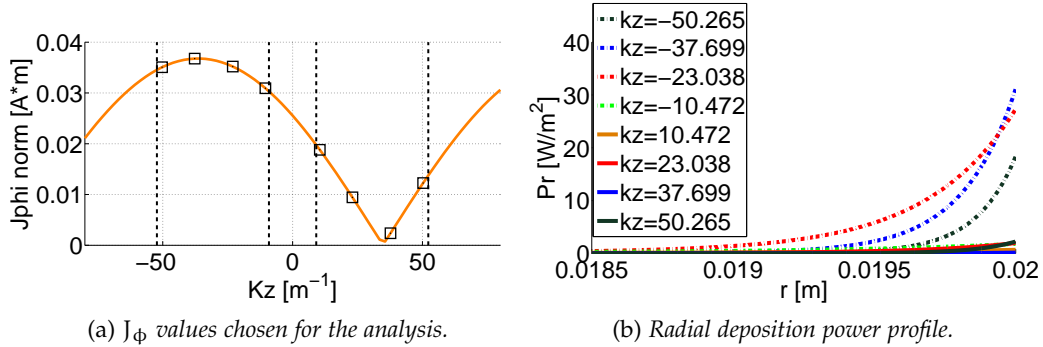 0.04
0.03
0.02
0.01
0
Jphi norm [A*m]
−50
0
50
Kz [m⁻¹]
(a) Jϕ values chosen for the analysis.
kz=−50.265
kz=−37.699
kz=−23.038
kz=−10.472
kz=10.472
kz=23.038
kz=37.699
kz=50.265
40
30
20
10
0
Pr [W/m²]
0.0185
0.019
0.0195
0.02
r [m]
(b) Radial deposition power profile.